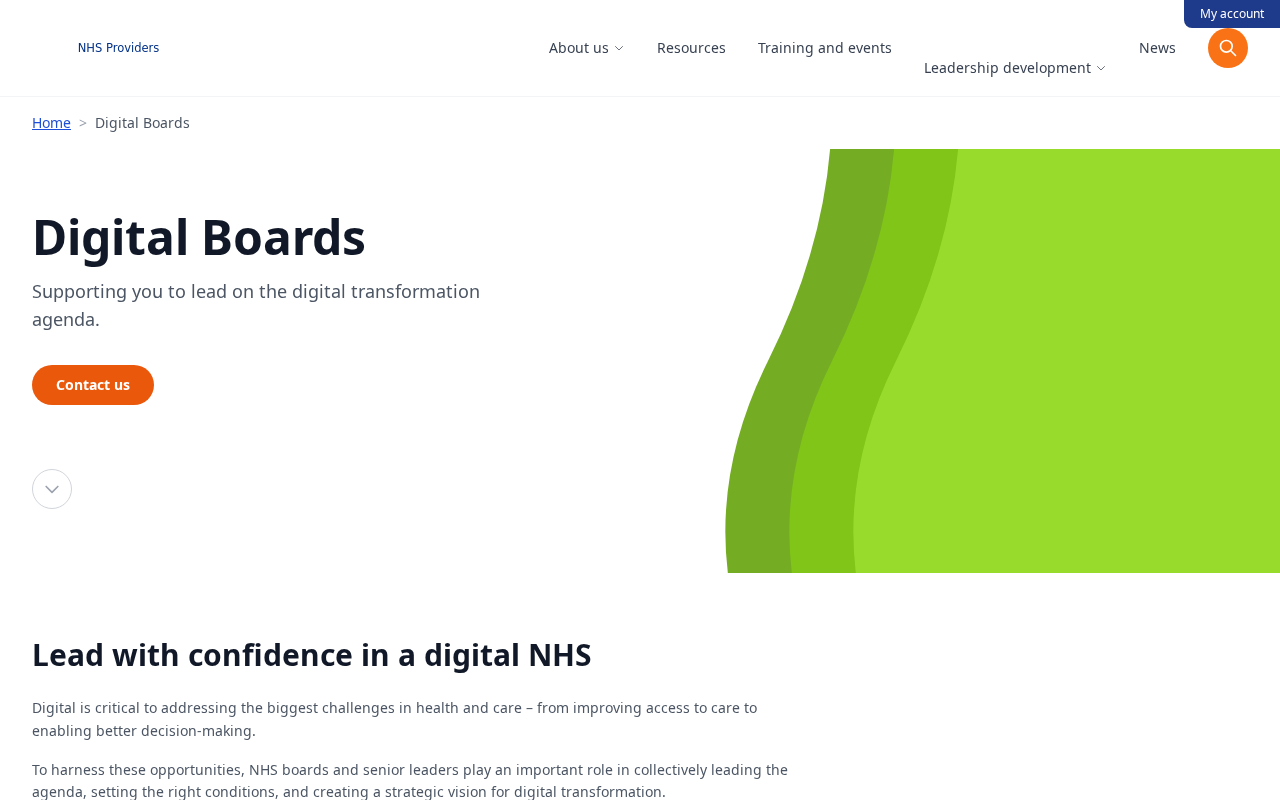 My account
NHS Providers
About us
Resources
Training and events
Leadership development
News
Home > Digital Boards
Digital Boards
Supporting you to lead on the digital transformation
agenda.
Contact us
Lead with confidence in a digital NHS
Digital is critical to addressing the biggest challenges in health and care – from improving access to care to
enabling better decision-making.
To harness these opportunities, NHS boards and senior leaders play an important role in collectively leading the
agenda, setting the right conditions, and creating a strategic vision for digital transformation.